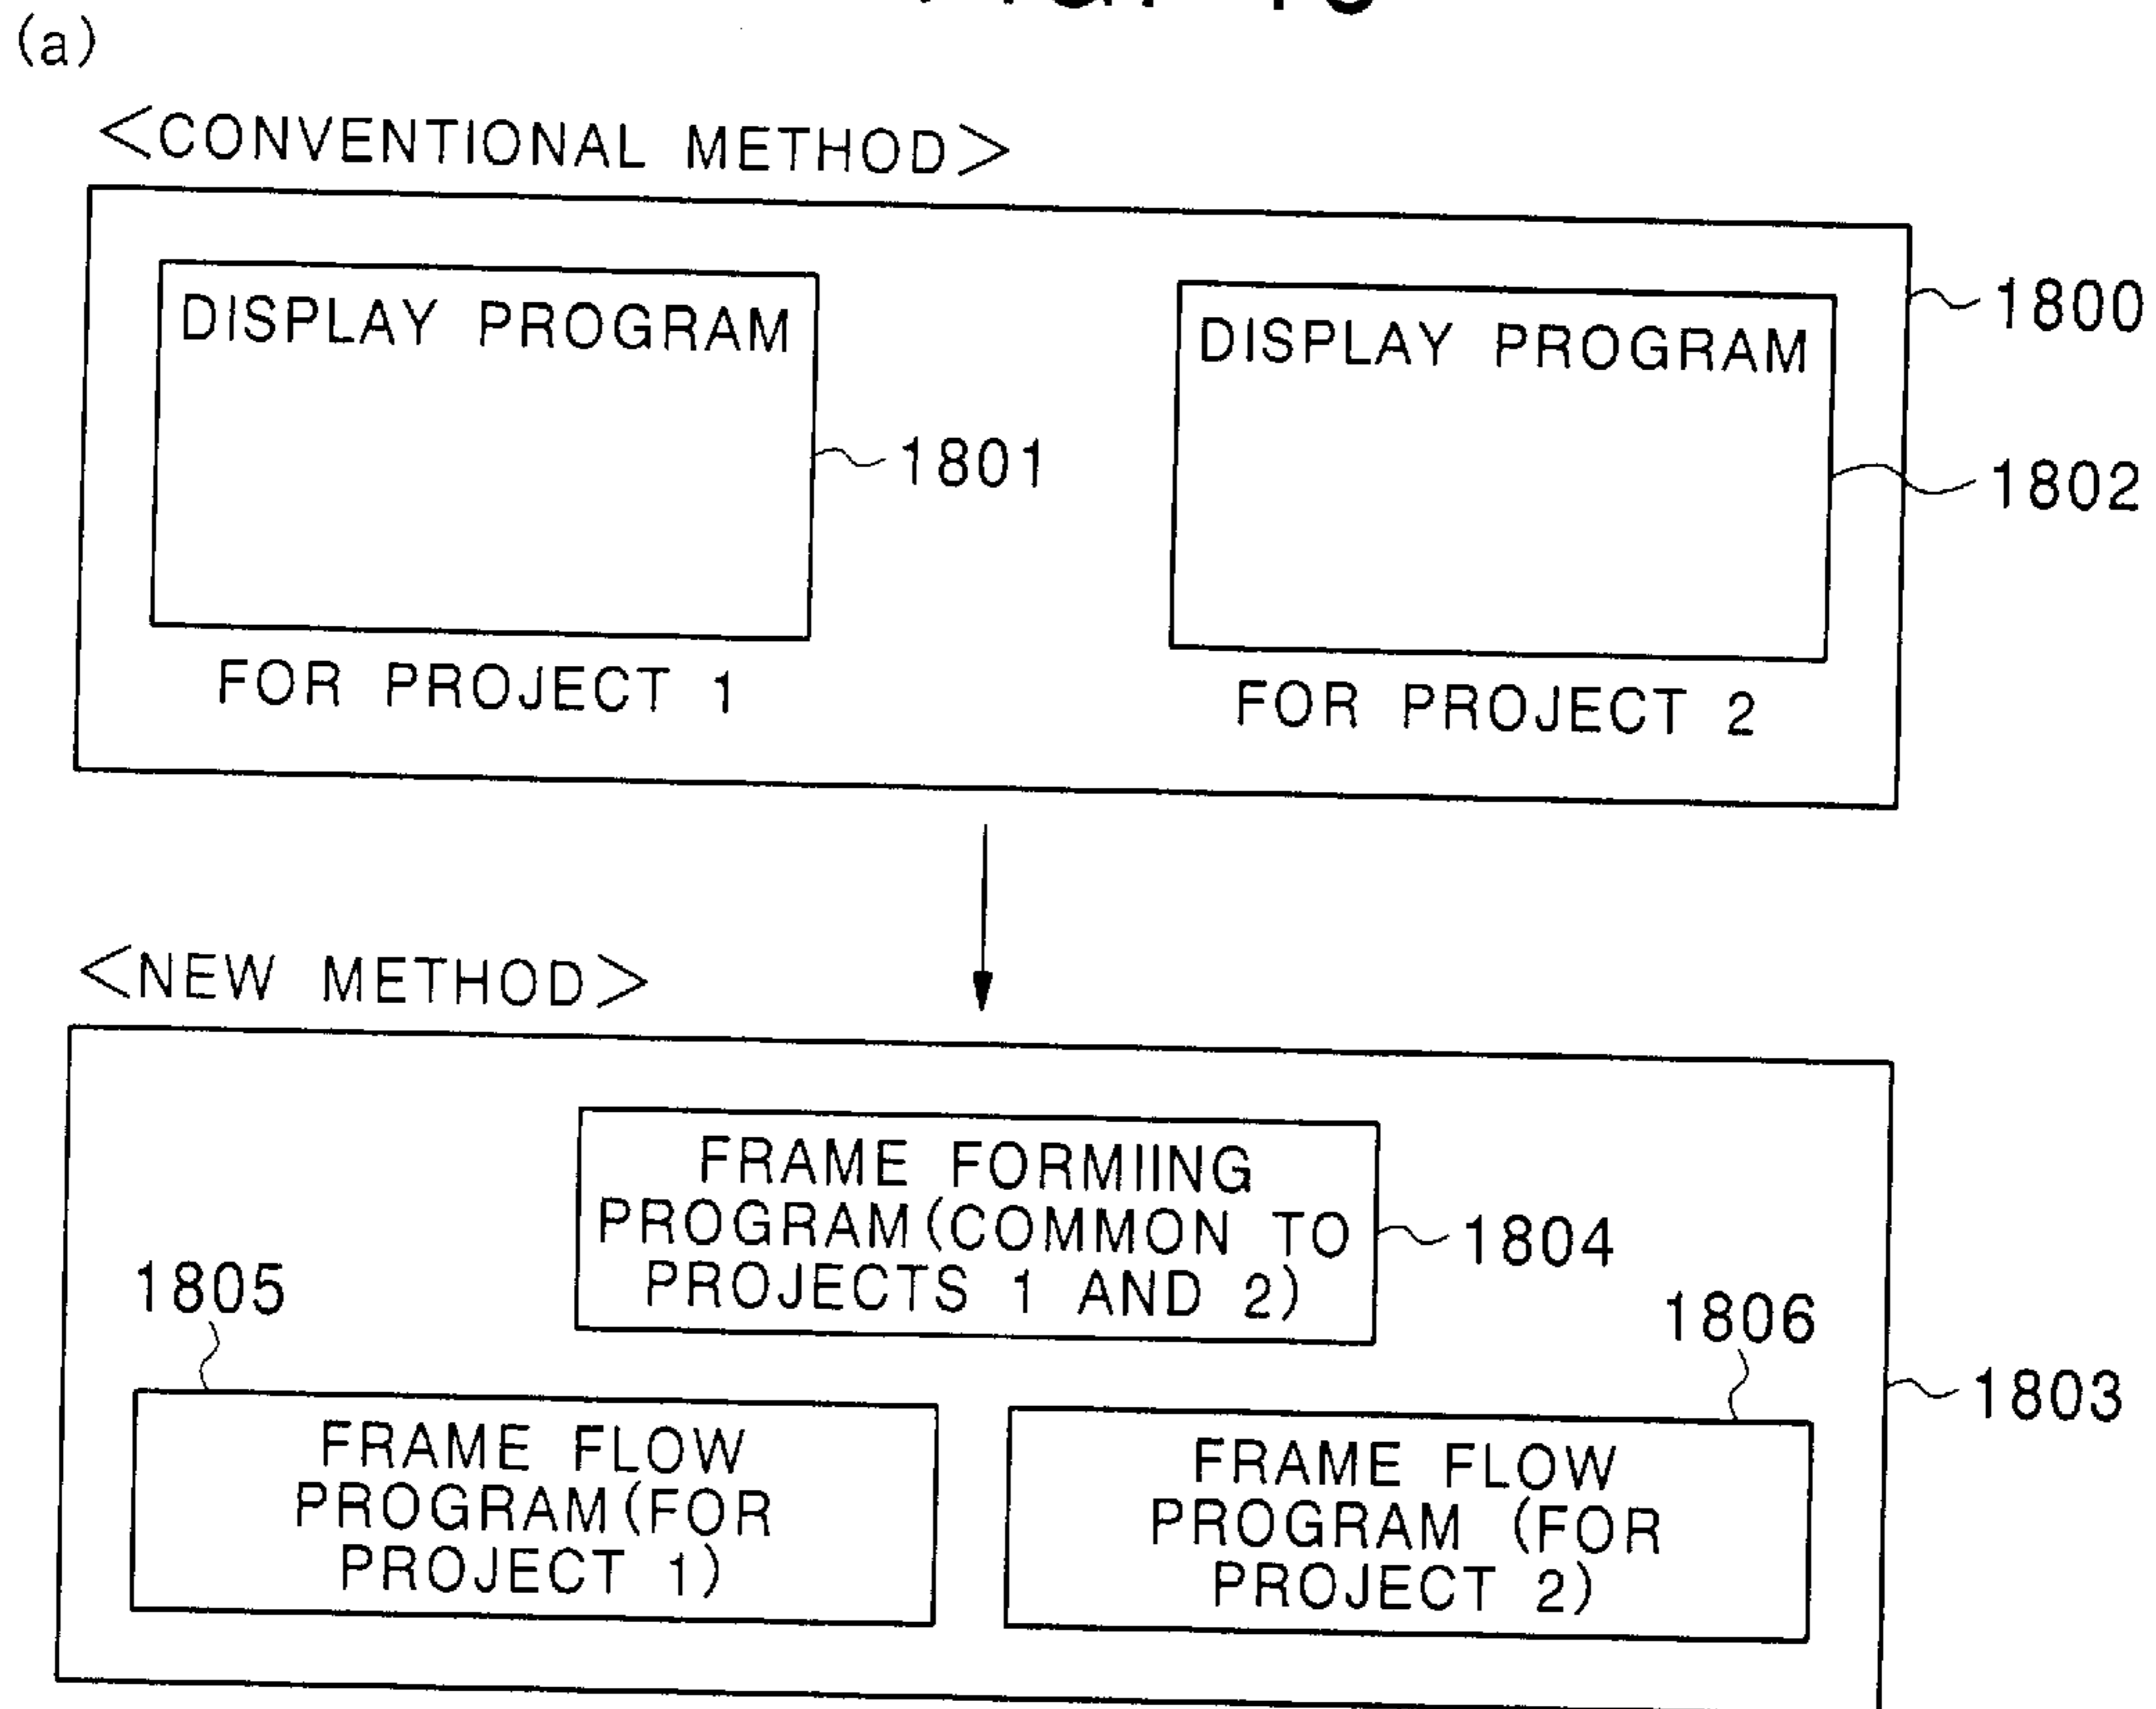 (a)
<CONVENTIONAL METHOD>
DISPLAY PROGRAM
1801
FOR PROJECT 1
DISPLAY PROGRAM
1800
1802
FOR PROJECT 2
<NEW METHOD>
FRAME FORMIING
PROGRAM(COMMON TO
PROJECTS 1 AND 2)
1804
1805
1806
1803
FRAME FLOW
PROGRAM(FOR
PROJECT 1)
FRAME FLOW
PROGRAM (FOR
PROJECT 2)